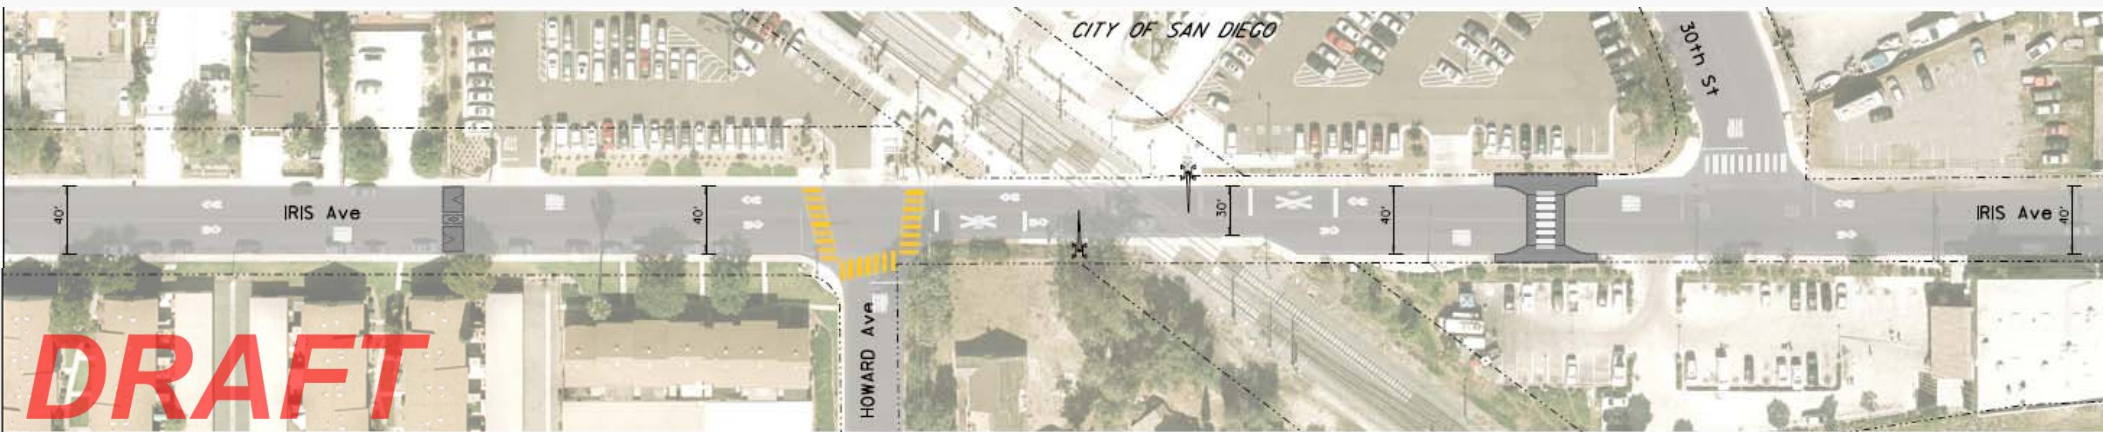 CITY OF SAN DIEGO
30th St
40'
IRIS Ave
40'
30'
40'
IRIS Ave
40'
HOWARD Ave
DRAFT